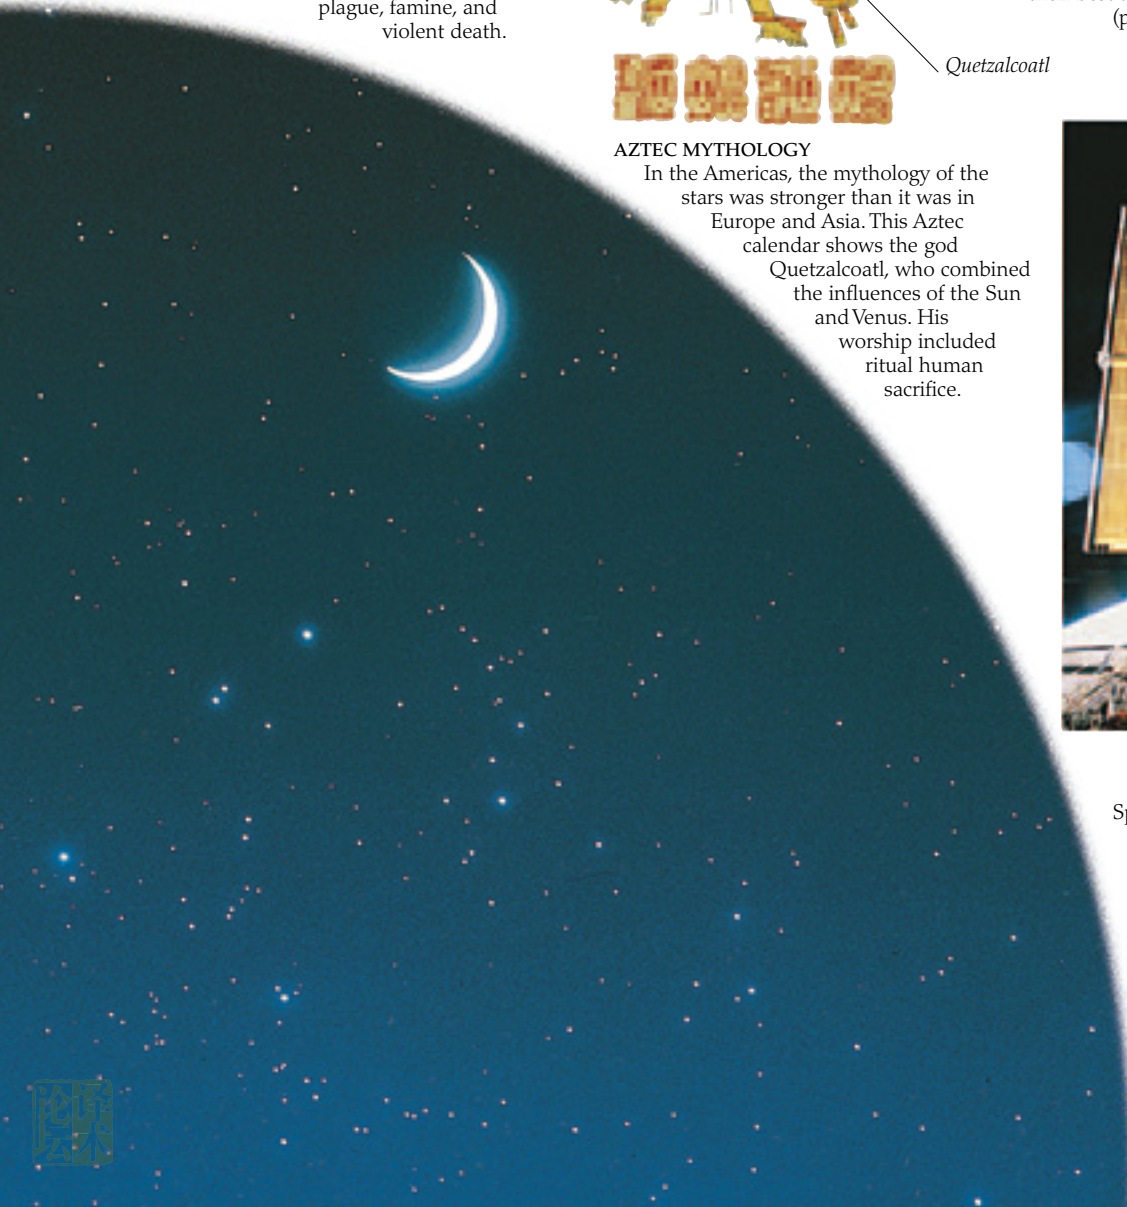 plague, famine, and
violent death.
Quetzalcoatl
AZTEC MYTHOLOGY
In the Americas, the mythology of the
stars was stronger than it was in
Europe and Asia. This Aztec
calendar shows the god
Quetzalcoatl, who combined
the influences of the Sun
and Venus. His
worship included
ritual human
sacrifice.